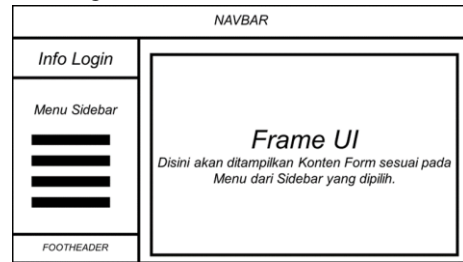 NAVBAR
Info Login
Menu Sidebar
Frame UI
Disini akan ditampilkan Konten Form sesuai pada
Menu dari Sidebar yang dipilih.
FOOTHEADER